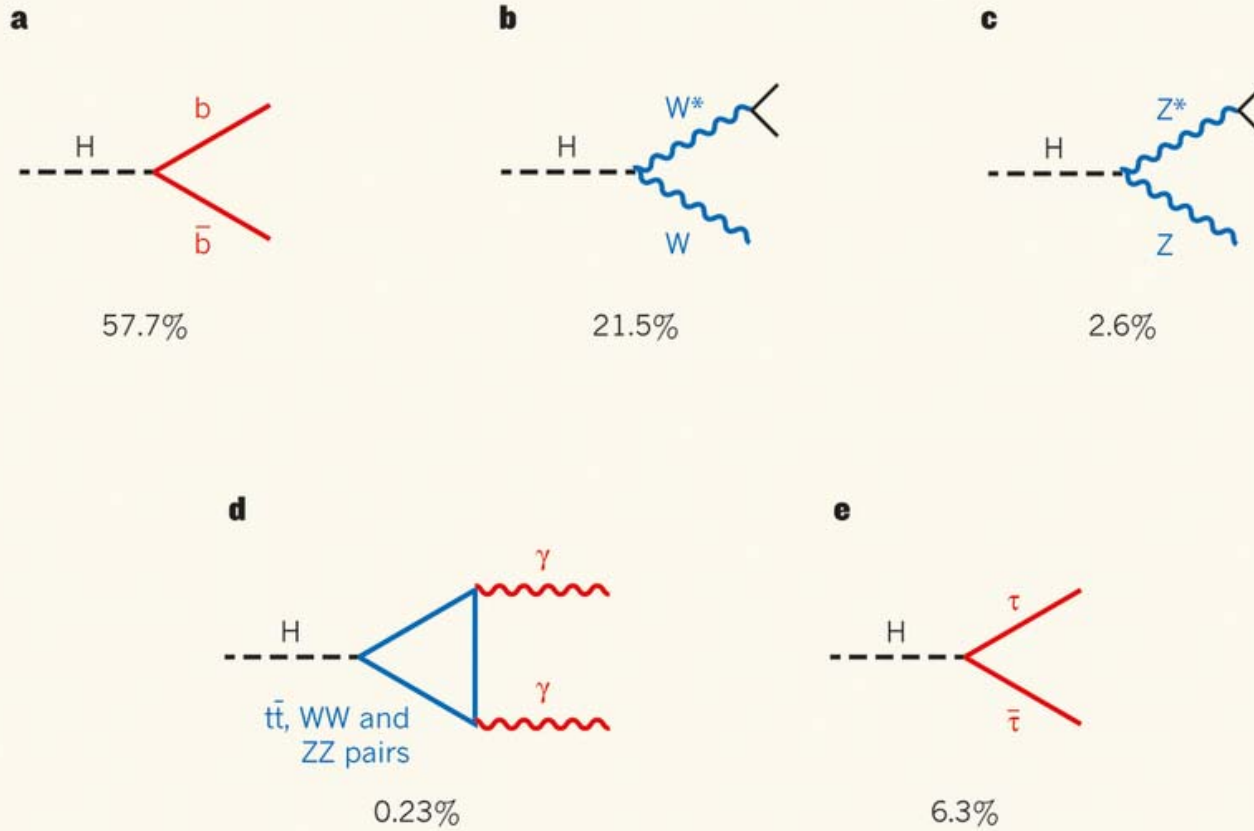 a
b
c
H
b
b̄
57.7%
H
W*
W
21.5%
H
Z*
Z
2.6%
d
e
H
γ
γ
tt̄, WW and
ZZ pairs
0.23%
H
τ
τ̄
6.3%